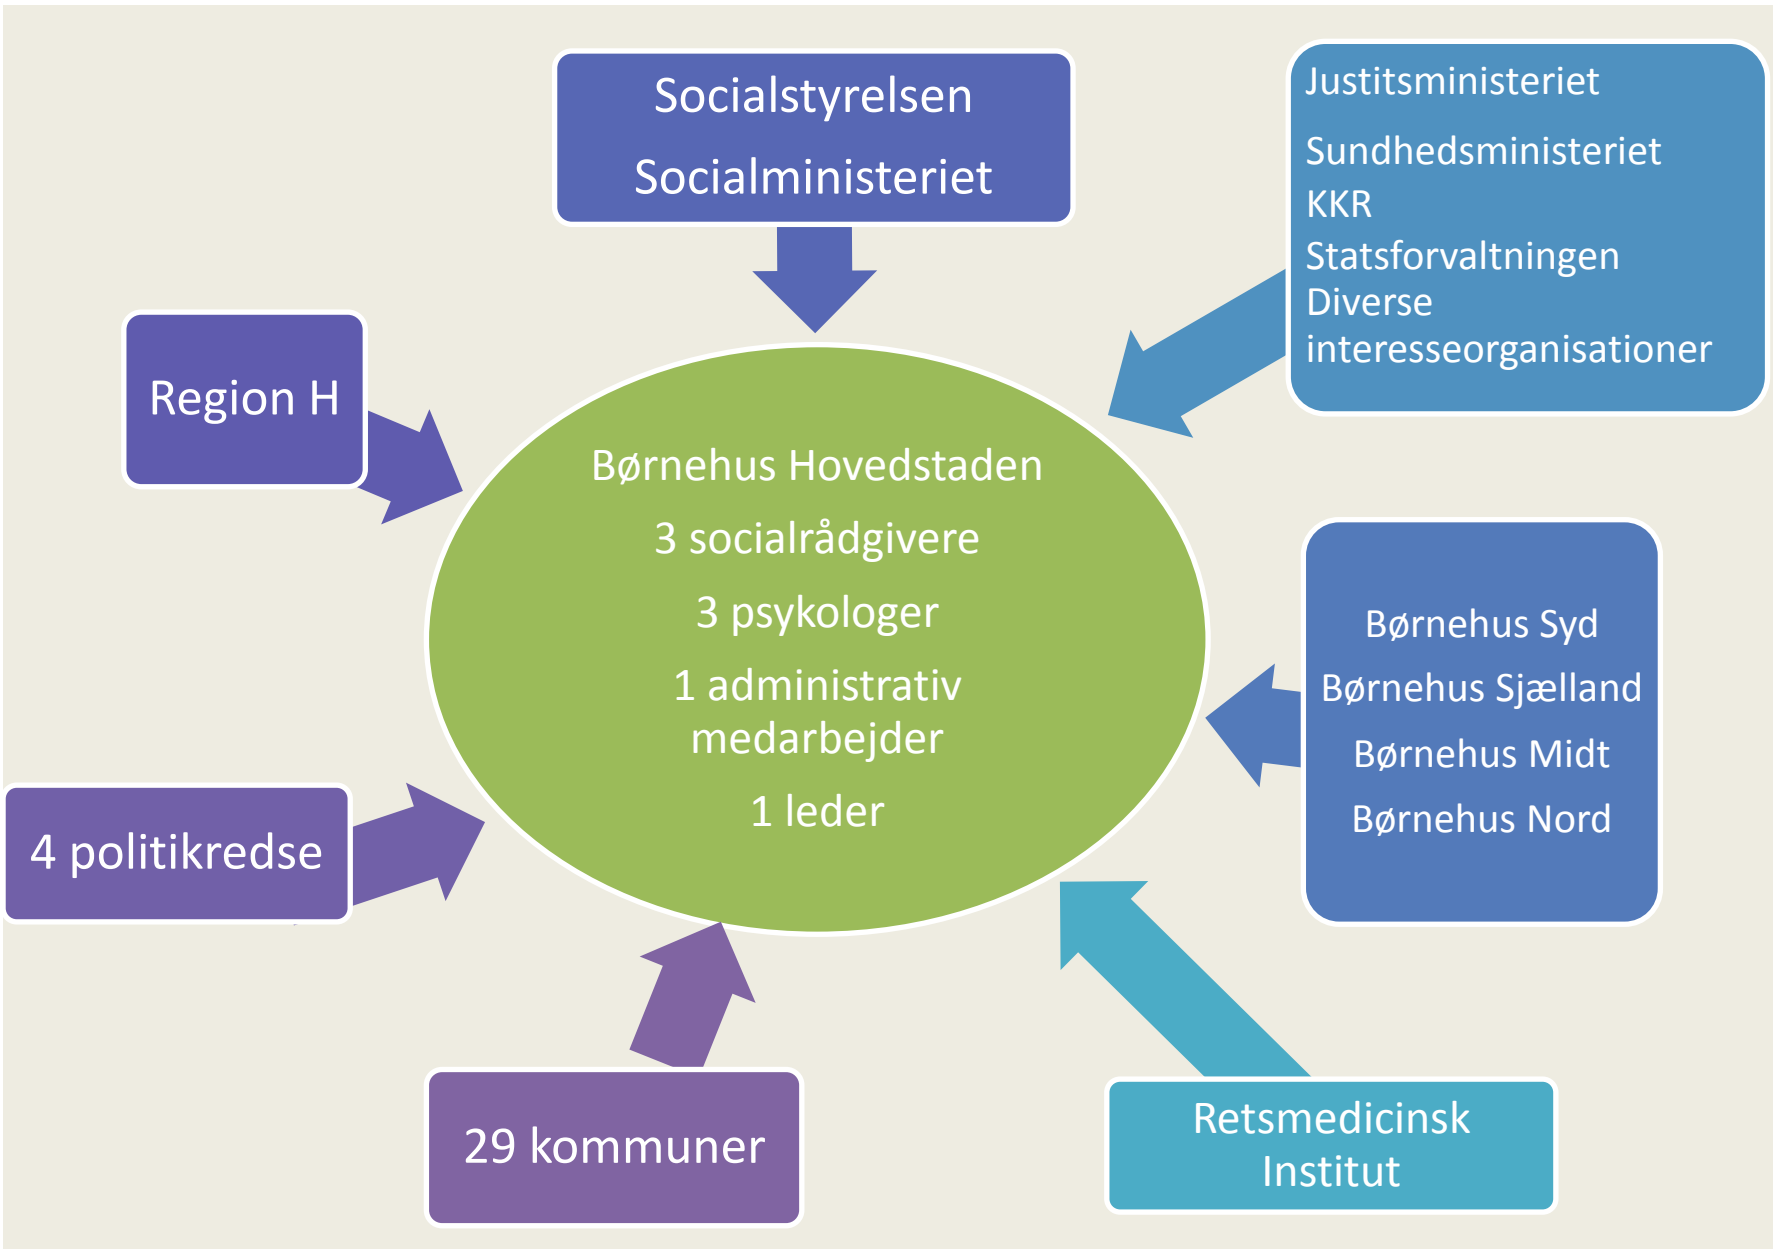 Socialstyrelsen
Socialministeriet
Justitsministeriet
Sundhedsministeriet
KKR
Statsforvaltningen
Diverse
interesseorganisationer
Region H
Børnehus Hovedstaden
3 socialrådgivere
3 psykologer
1 administrativ
medarbejder
1 leder
Børnehus Syd
Børnehus Sjælland
Børnehus Midt
Børnehus Nord
4 politikredse
29 kommuner
Retsmedicinsk
Institut